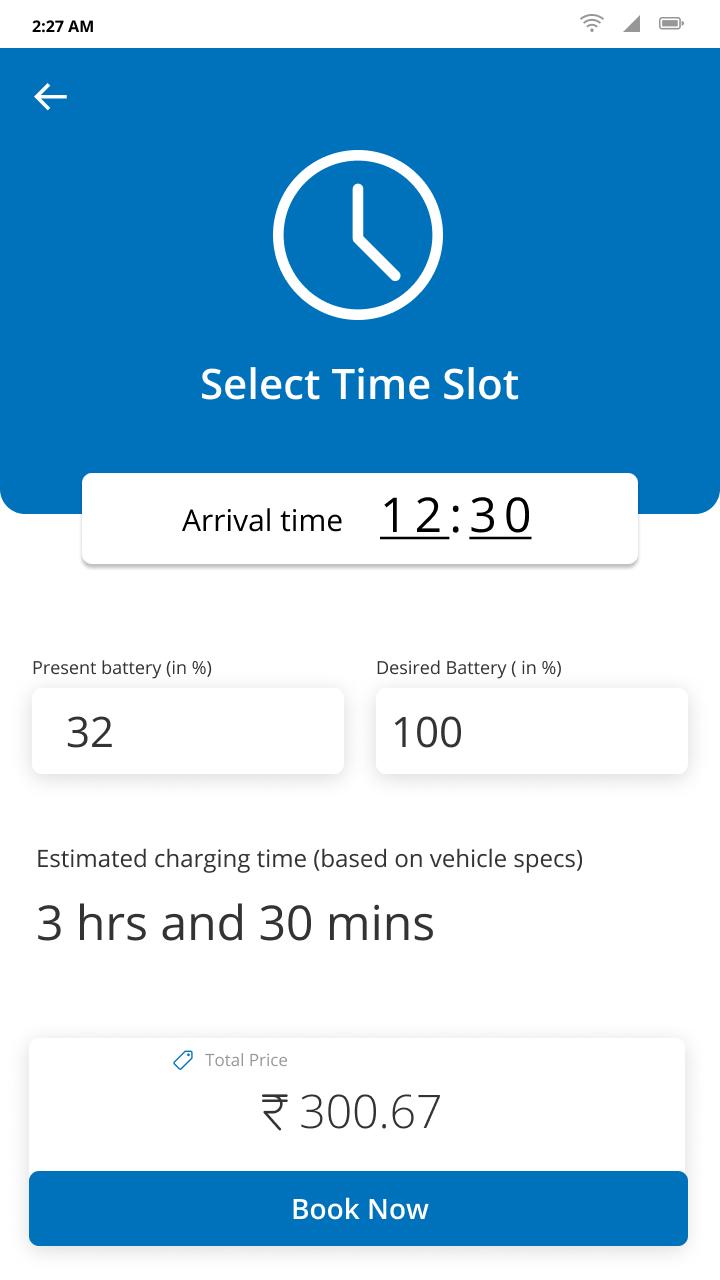 2:27 AM
Select Time Slot
Arrival time 12:30
Present battery (in %) Desired Battery ( in %)
32 100
Estimated charging time (based on vehicle specs)
3 hrs and 30 mins
Total Price
₹ 300.67
Book Now